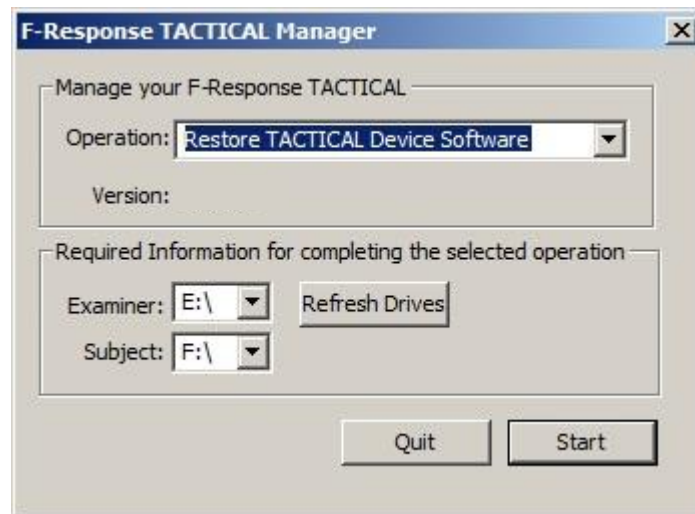 F-Response TACTICAL Manager
Manage your F-Response TACTICAL
Operation: Restore TACTICAL Device Software
Version:
Required Information for completing the selected operation
Examiner: E:\ Refresh Drives
Subject: F:\
Quit Start